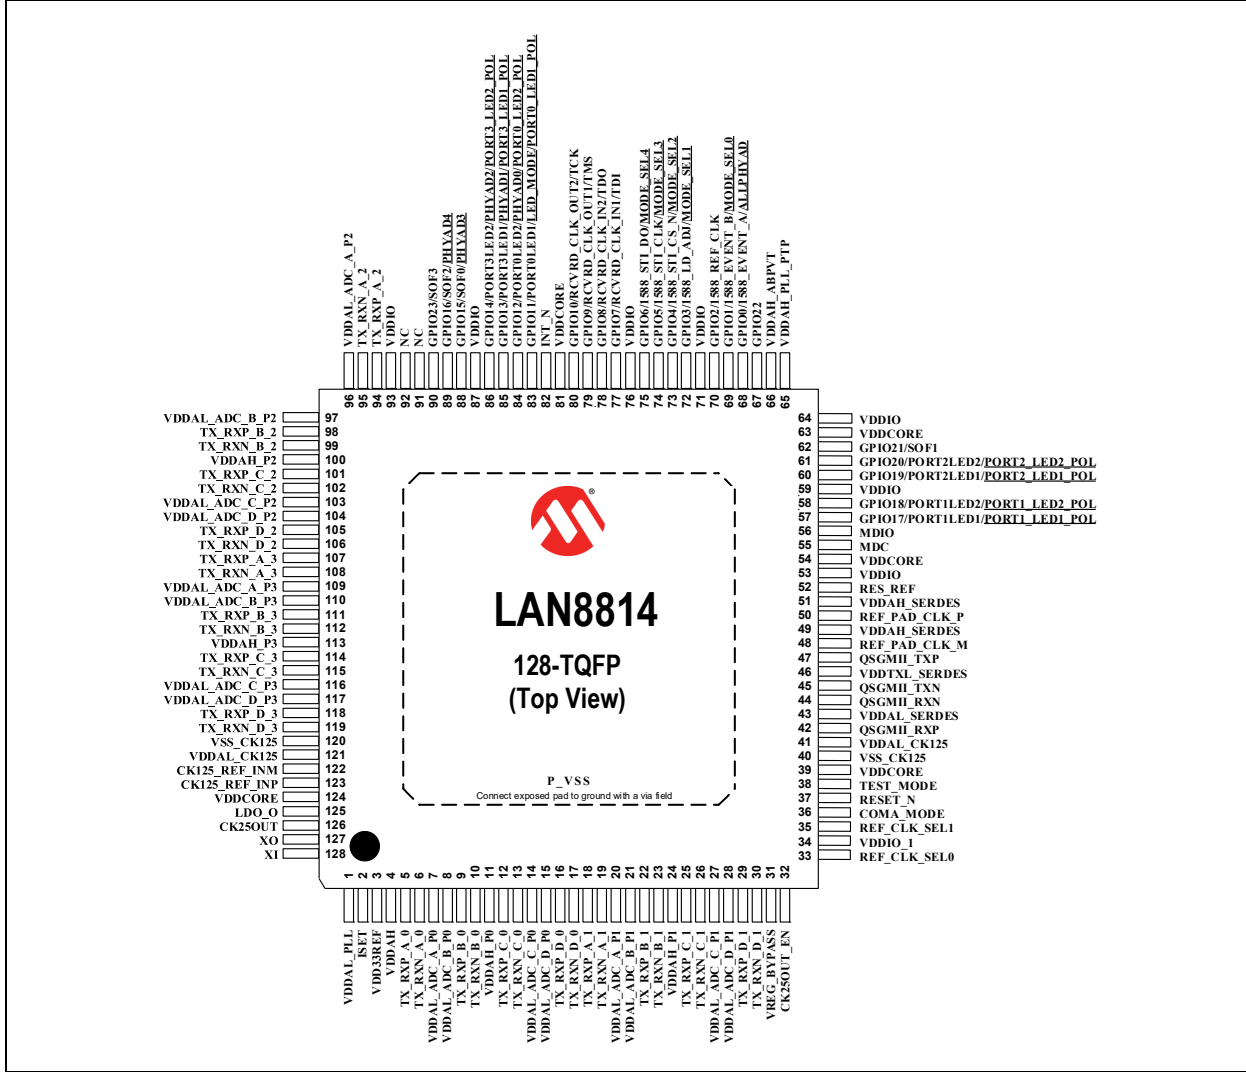 VDDAL_ADC_A_P2
TX_RXN_A_2
TX_RXP_A_2
VDDIO
NC
NC
GPIO23/SOF3
GPIO16/SOF2/PHYAD4
GPIO15/SOF0/PHYAD3
VDDIO
GPIO14/PORT3LED2/PHYAD2/PORT3_LED2_POL
GPIO13/PORT3LED1/PHYAD1/PORT3_LED1_POL
GPIO12/PORT0LED2/PHYAD0/PORT0_LED2_POL
GPIO11/PORT0LED1/LED_MODE/PORT0_LED1_POL
INT_N
VDDCORE
GPIO10/RCVRD_CLK_OUT2/TCK
GPIO9/RCVRD_CLK_OUT1/TMS
GPIO8/RCVRD_CLK_IN2/TDO
GPIO7/RCVRD_CLK_IN1/TDI
VDDIO
GPIO6/1588_STI_DO/MODE_SEL4
GPIO5/1588_STI_CLK/MODE_SEL3
GPIO4/1588_STI_CS_N/MODE_SEL2
GPIO3/1588_LD_ADJ/MODE_SEL1
VDDIO
GPIO2/1588_REF_CLK
GPIO1/1588_EVENT_B/MODE_SEL0
GPIO0/1588_EVENT_A/ALLPHYAD
GPIO22
VDDAH_ABPVT
VDDAH_PLL_PTP
96 95 94 93 92 91 90 89 88 87 86 85 84 83 82 81 80 79 78 77 76 75 74 73 72 71 70 69 68 67 66 65
VDDAL_ADC_B_P2 97
TX_RXP_B_2 98
TX_RXN_B_2 99
VDDAH_P2 100
TX_RXP_C_2 101
TX_RXN_C_2 102
VDDAL_ADC_C_P2 103
VDDAL_ADC_D_P2 104
TX_RXP_D_2 105
TX_RXN_D_2 106
TX_RXP_A_3 107
TX_RXN_A_3 108
VDDAL_ADC_A_P3 109
VDDAL_ADC_B_P3 110
TX_RXP_B_3 111
TX_RXN_B_3 112
VDDAH_P3 113
TX_RXP_C_3 114
TX_RXN_C_3 115
VDDAL_ADC_C_P3 116
VDDAL_ADC_D_P3 117
TX_RXP_D_3 118
TX_RXN_D_3 119
VSS_CK125 120
VDDAL_CK125 121
CK125_REF_INM 122
CK125_REF_INP 123
VDDCORE 124
LDO_O 125
CK25OUT 126
XO 127
XI 128
®
LAN8814
128-TQFP
(Top View)
P_VSS
Connect exposed pad to ground with a via field
64 VDDIO
63 VDDCORE
62 GPIO21/SOF1
61 GPIO20/PORT2LED2/PORT2_LED2_POL
60 GPIO19/PORT2LED1/PORT2_LED1_POL
59 VDDIO
58 GPIO18/PORT1LED2/PORT1_LED2_POL
57 GPIO17/PORT1LED1/PORT1_LED1_POL
56 MDIO
55 MDC
54 VDDCORE
53 VDDIO
52 RES_REF
51 VDDAH_SERDES
50 REF_PAD_CLK_P
49 VDDAH_SERDES
48 REF_PAD_CLK_M
47 QSGMII_TXP
46 VDDTXL_SERDES
45 QSGMII_TXN
44 QSGMII_RXN
43 VDDAL_SERDES
42 QSGMII_RXP
41 VDDAL_CK125
40 VSS_CK125
39 VDDCORE
38 TEST_MODE
37 RESET_N
36 COMA_MODE
35 REF_CLK_SEL1
34 VDDIO_1
33 REF_CLK_SEL0
1 2 3 4 5 6 7 8 9 10 11 12 13 14 15 16 17 18 19 20 21 22 23 24 25 26 27 28 29 30 31 32
VDDAL_PLL
ISET
VDD33REF
VDDAH
TX_RXP_A_0
TX_RXN_A_0
VDDAL_ADC_A_P0
VDDAL_ADC_B_P0
TX_RXP_B_0
TX_RXN_B_0
VDDAH_P0
TX_RXP_C_0
TX_RXN_C_0
VDDAL_ADC_C_P0
VDDAL_ADC_D_P0
TX_RXP_D_0
TX_RXN_D_0
TX_RXP_A_1
TX_RXN_A_1
VDDAL_ADC_A_P1
VDDAL_ADC_B_P1
TX_RXP_B_1
TX_RXN_B_1
VDDAH_P1
TX_RXP_C_1
TX_RXN_C_1
VDDAL_ADC_C_P1
VDDAL_ADC_D_P1
TX_RXP_D_1
TX_RXN_D_1
VREG_BYPASS
CK25OUT_EN